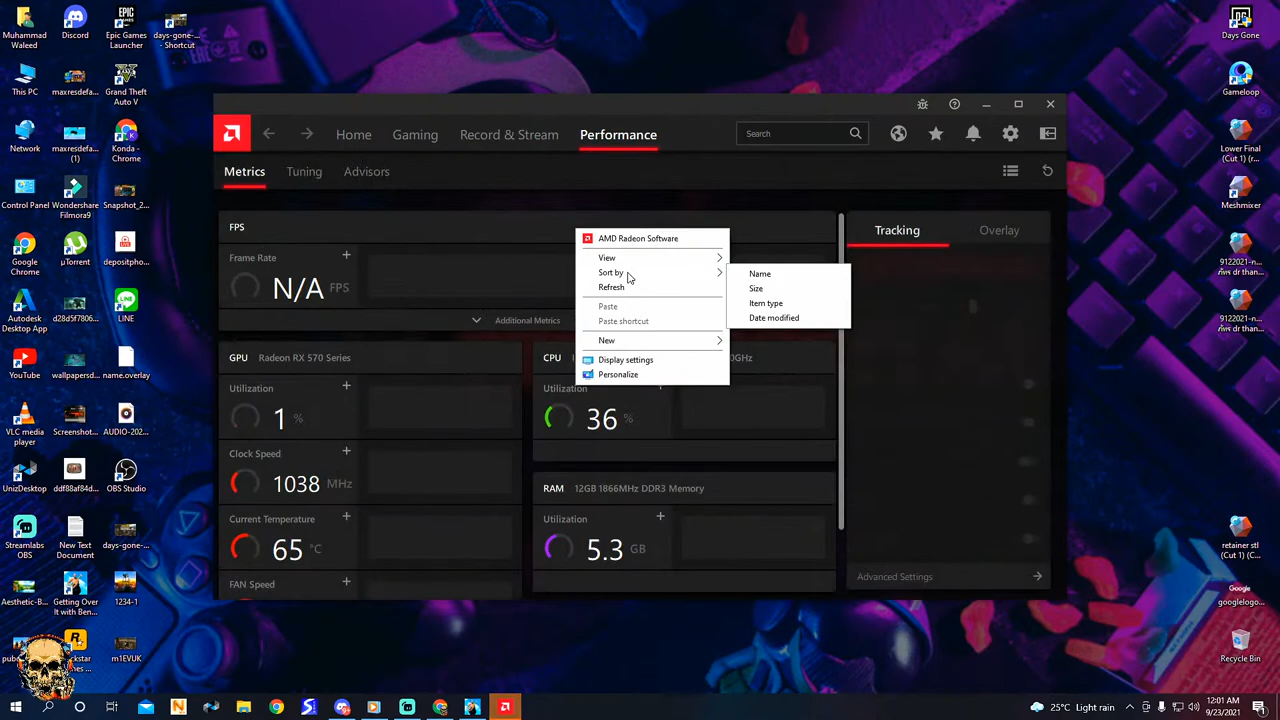 Muhammad
Waleed
Discord
Epic Games
Launcher
days-gone-...
- Shortcut
This PC
maxresdefa...
Grand Theft
Auto V
Network
maxresdefa...
(1)
Konda -
Chrome
Control Panel
Wondershare
Filmora9
Snapshot_2...
Google
Chrome
µTorrent
depositpho...
Autodesk
Desktop App
d28d5f7806...
LINE
YouTube
wallpapersd...
name.overlay
VLC media
player
Screenshot...
AUDIO-202...
UnizDesktop
ddf88af84d...
OBS Studio
Streamlabs
OBS
New Text
Document
days-gone-...
Aesthetic-B...
Getting Over
It with Ben...
1234-1
m1EVUK
Home
Gaming
Record & Stream
Performance
Search
Metrics
Tuning
Advisors
FPS
Frame Rate
N/A FPS
Additional Metrics
GPU Radeon RX 570 Series
Utilization
1 %
Clock Speed
1038 MHz
Current Temperature
65 °C
FAN Speed
CPU
Utilization
36 %
RAM 12GB 1866MHz DDR3 Memory
Utilization
5.3 GB
Tracking
Overlay
Advanced Settings
AMD Radeon Software
View
Sort by
Refresh
Paste
Paste shortcut
New
Display settings
Personalize
Name
Size
Item type
Date modified
Days Gone
Gameloop
Lower Final
(Cut 1) (r...
Meshmixer
9122021-n...
9122021-n...
retainer stl
(Cut 1) (Cut...
Google
googlelogo...
Recycle Bin
25°C Light rain
12:01 AM
9/23/2021